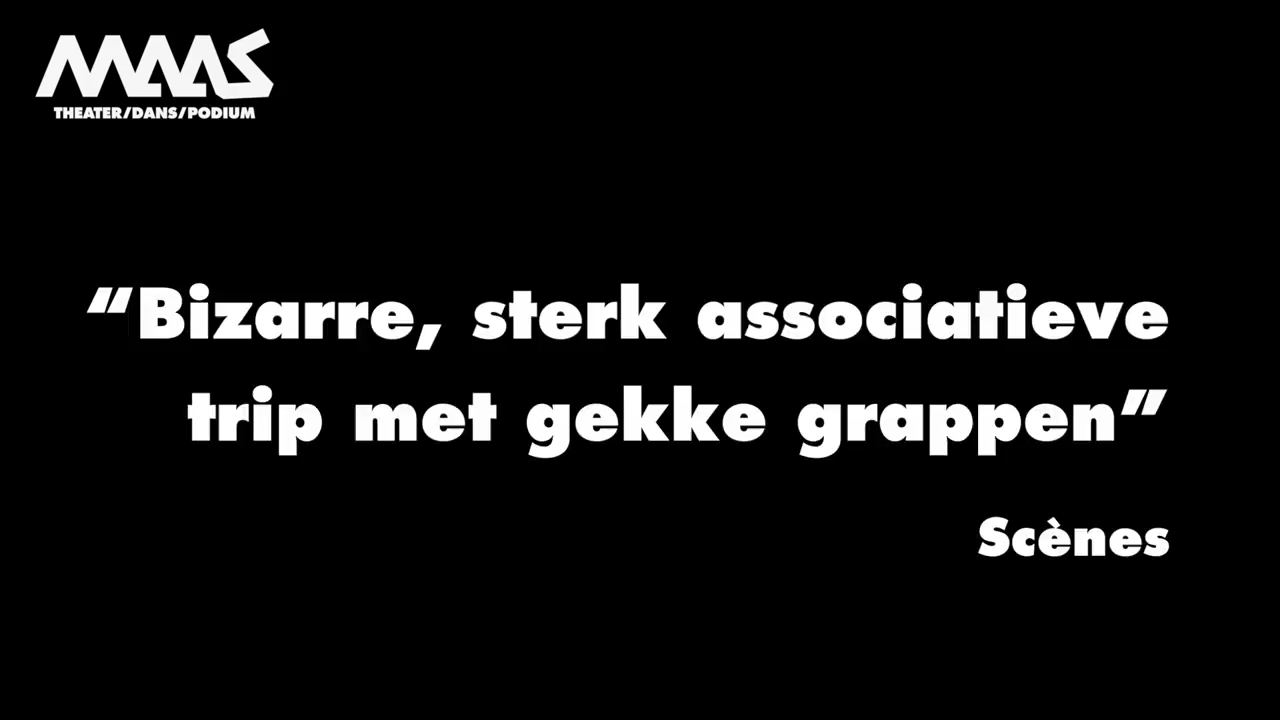 MAAS
THEATER/DANS/PODIUM
“Bizarre, sterk associatieve
trip met gekke grappen”
Scènes